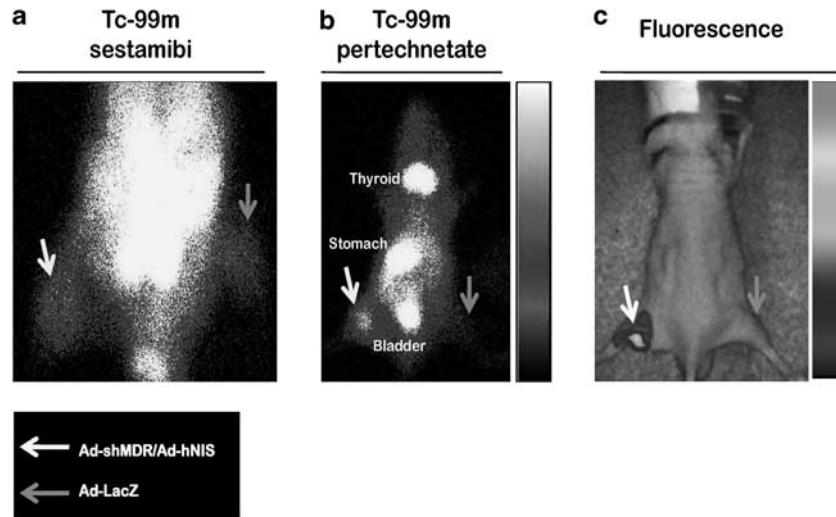 a
Tc-99m
sestamibi
b
Tc-99m
pertechnetate
c
Fluorescence
Thyroid
Stomach
Bladder
Ad-shMDR/Ad-hNIS
Ad-LacZ